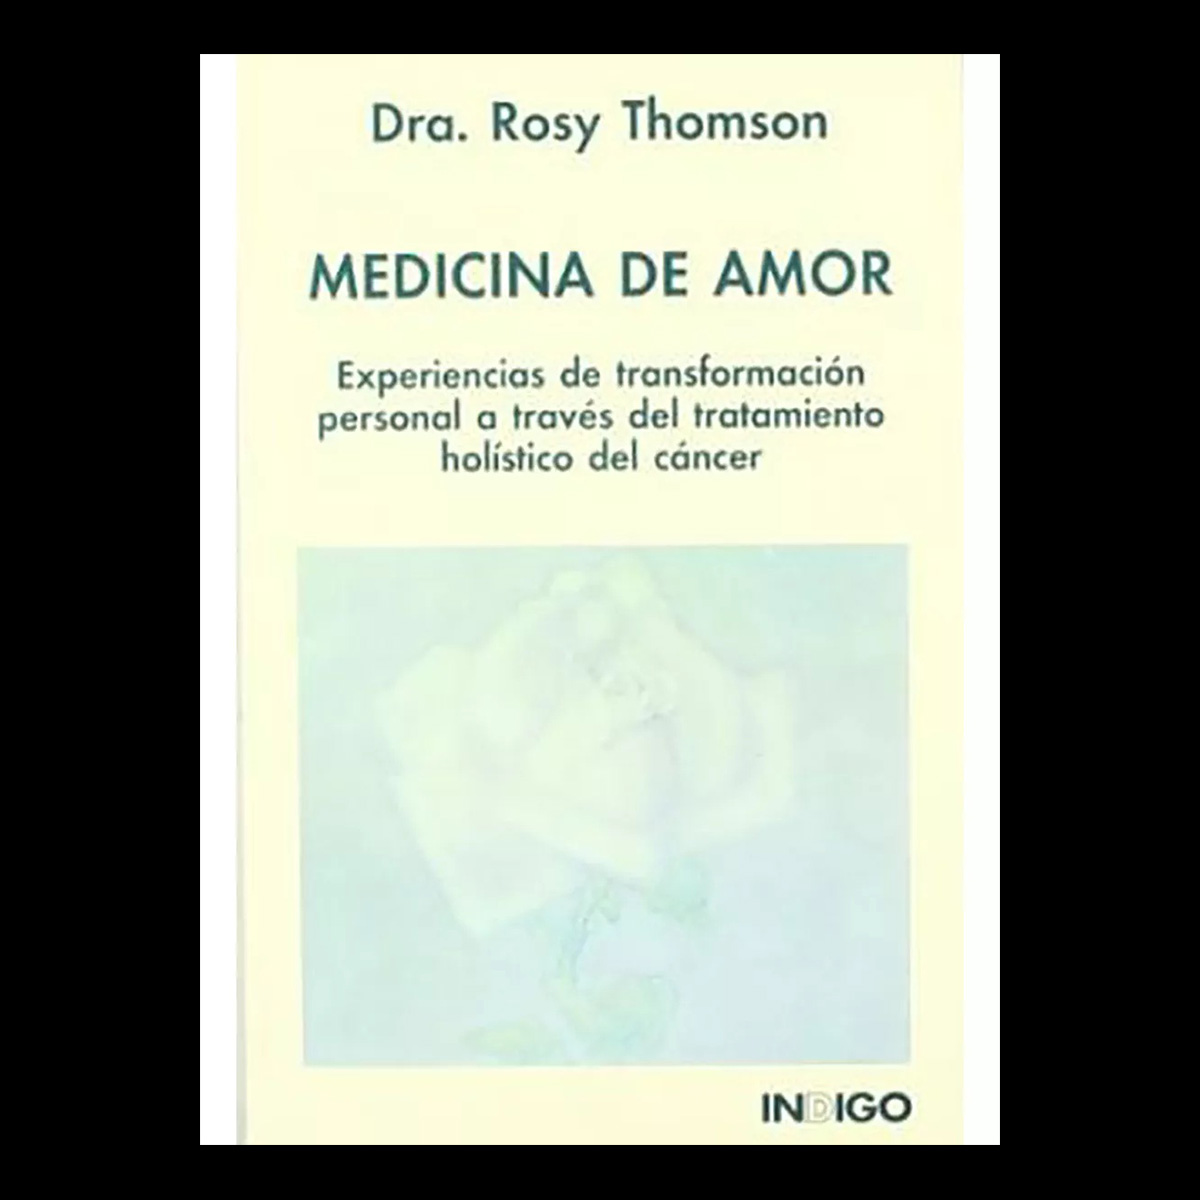 Dra. Rosy Thomson
MEDICINA DE AMOR
Experiencias de transformación
personal a través del tratamiento
holístico del cáncer
INDIGO